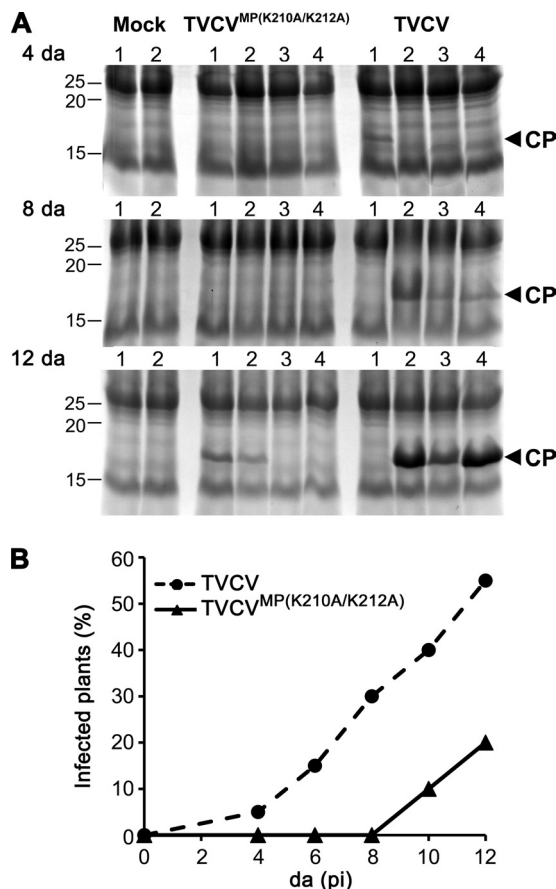 A
Mock TVCV^MP(K210A/K212A) TVCV
4 da 1 2 1 2 3 4 1 2 3 4
25
20
15
CP
8 da 1 2 1 2 3 4 1 2 3 4
25
20
15
CP
12 da 1 2 1 2 3 4 1 2 3 4
25
20
15
CP
B
60
50
40
30
20
10
0
Infected plants (%)
TVCV
TVCV^MP(K210A/K212A)
0 2 4 6 8 10 12
da (pi)